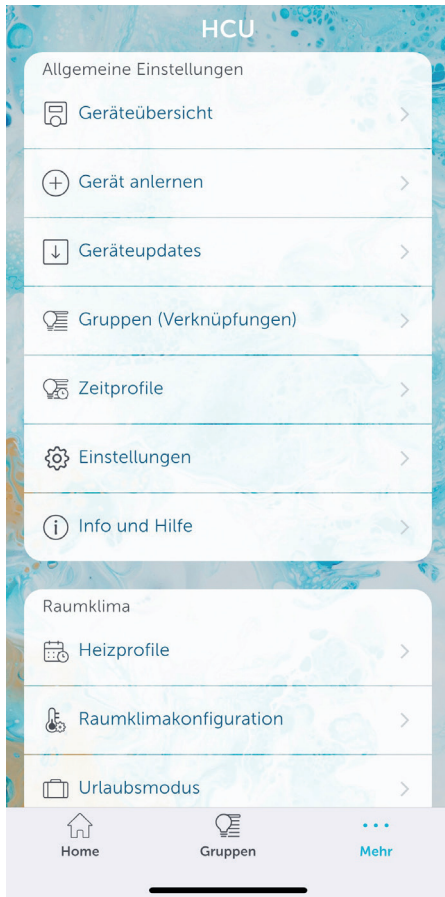 HCU
Allgemeine Einstellungen
Geräteübersicht
Gerät anlernen
Geräteupdates
Gruppen (Verknüpfungen)
Zeitprofile
Einstellungen
Info und Hilfe
Raumklima
Heizprofile
Raumklimakonfiguration
Urlaubsmodus
Home Gruppen Mehr